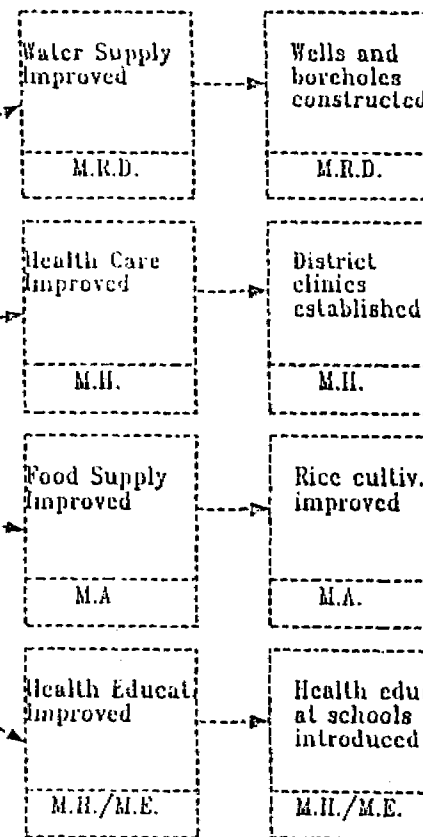 Water Supply
Improved
M.R.D.
Wells and
boreholes
constructed
M.R.D.
Health Care
Improved
M.H.
District
clinics
established
M.H.
Food Supply
Improved
M.A
Rice cultiv.
improved
M.A.
Health Educat.
Improved
M.H./M.E.
Health edu
at schools
introduced
M.H./M.E.